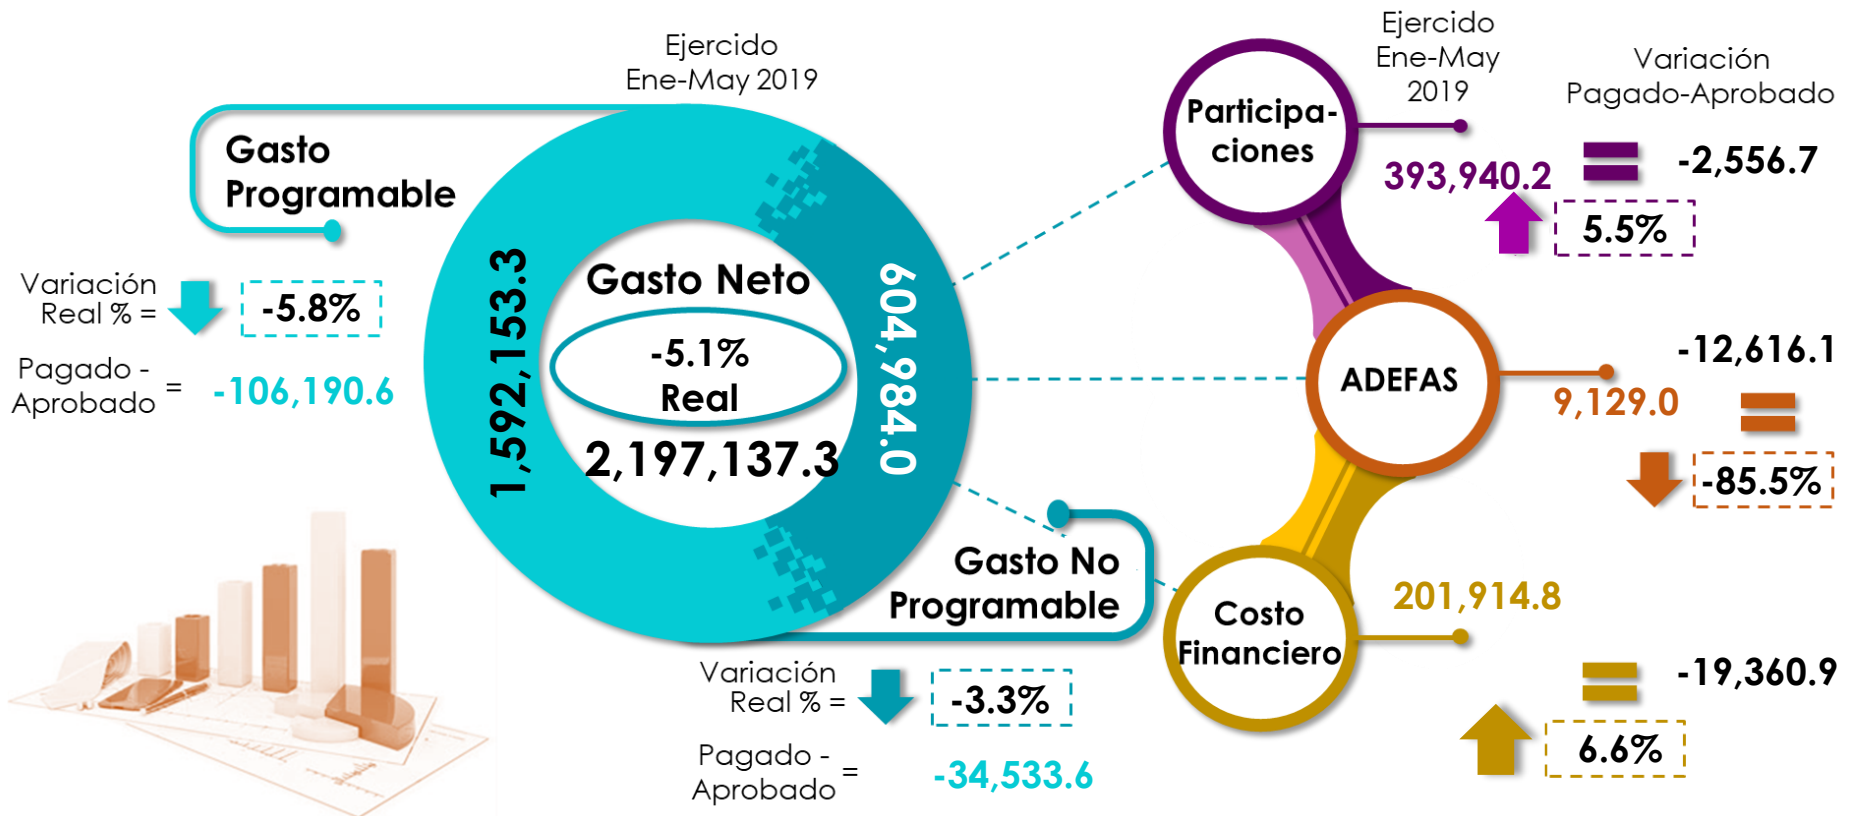 Ejercido
Ene-May 2019
Gasto
Programable
Variación
Real % =
-5.8%
Pagado -
Aprobado
=
-106,190.6
1,592,153.3
Gasto Neto
-5.1%
Real
2,197,137.3
604,984.0
Gasto No
Programable
Variación
Real % =
-3.3%
Pagado -
Aprobado
=
-34,533.6
Ejercido
Ene-May
2019
Variación
Pagado-Aprobado
Participa-
ciones
393,940.2
-2,556.7
5.5%
ADEFAS
9,129.0
-12,616.1
-85.5%
Costo
Financiero
201,914.8
-19,360.9
6.6%